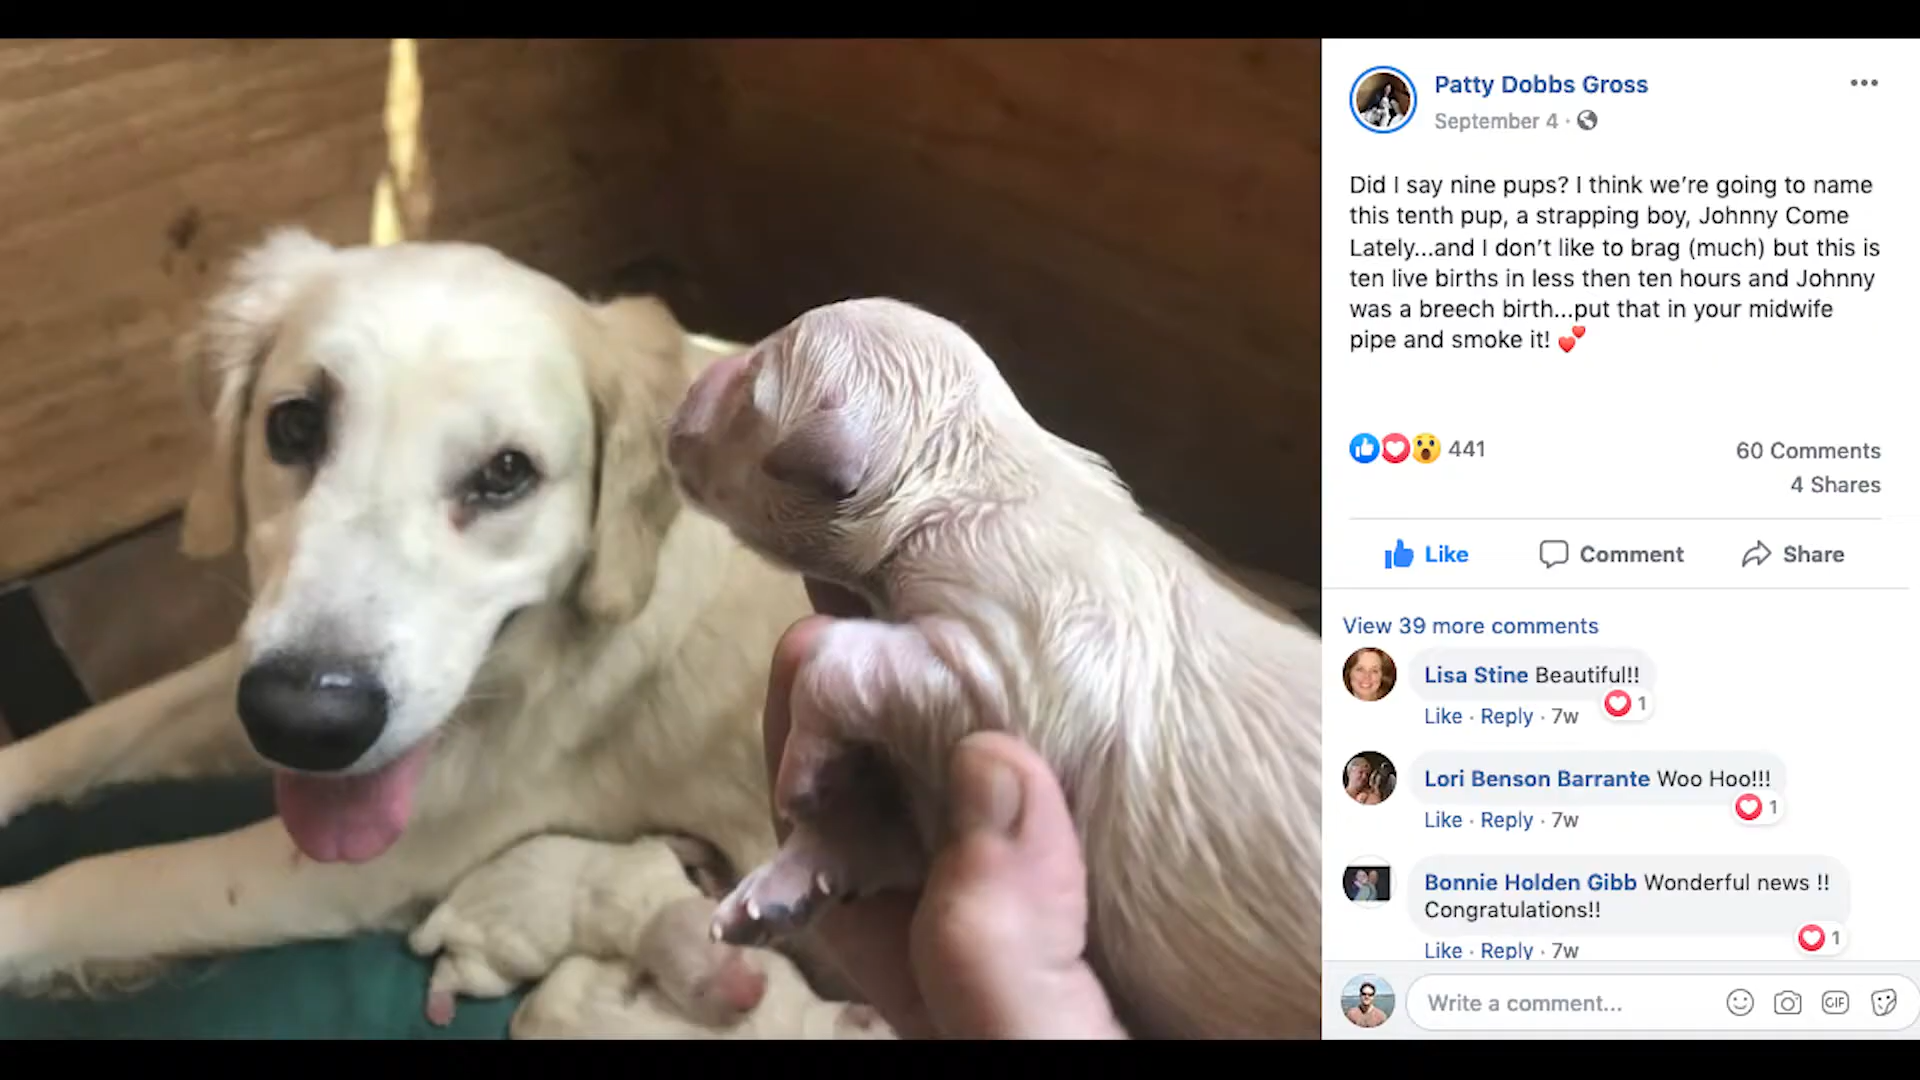 Patty Dobbs Gross
September 4 ·
Did I say nine pups? I think we're going to name
this tenth pup, a strapping boy, Johnny Come
Lately...and I don't like to brag (much) but this is
ten live births in less then ten hours and Johnny
was a breech birth...put that in your midwife
pipe and smoke it! 💕
441
60 Comments
4 Shares
Like Comment Share
View 39 more comments
Lisa Stine Beautiful!!
1
Like · Reply · 7w
Lori Benson Barrante Woo Hoo!!!
1
Like · Reply · 7w
Bonnie Holden Gibb Wonderful news !!
Congratulations!!
1
Like · Reply · 7w
Write a comment...
GIF